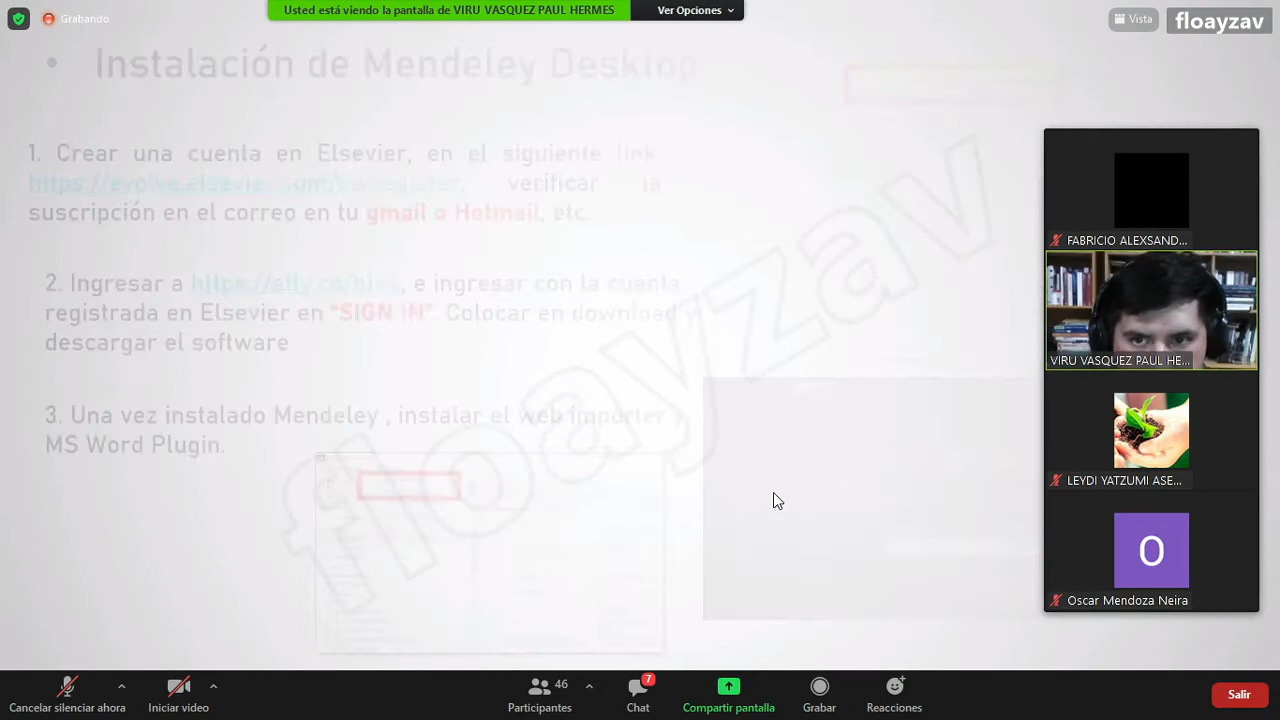 Grabando
Usted está viendo la pantalla de VIRU VASQUEZ PAUL HERMES
Ver Opciones
Vista
floayzav
• Instalación de Mendeley Desktop
1. Crear una cuenta en Elsevier, en el siguiente link
verificar la
suscripción en el correo en tu gmail o Hotmail, etc.
2. Ingresar a , e ingresar con la cuenta
registrada en Elsevier en "SIGN IN". Colocar en download y
descargar el software
3. Una vez instalado Mendeley , instalar el web importer y
MS Word Plugin.
floayzav
FABRICIO ALEXSAND...
VIRU VASQUEZ PAUL HE...
LEYDI YATZUMI ASE...
O
Oscar Mendoza Neira
Cancelar silenciar ahora
Iniciar video
46
Participantes
7
Chat
Compartir pantalla
Grabar
Reacciones
Salir